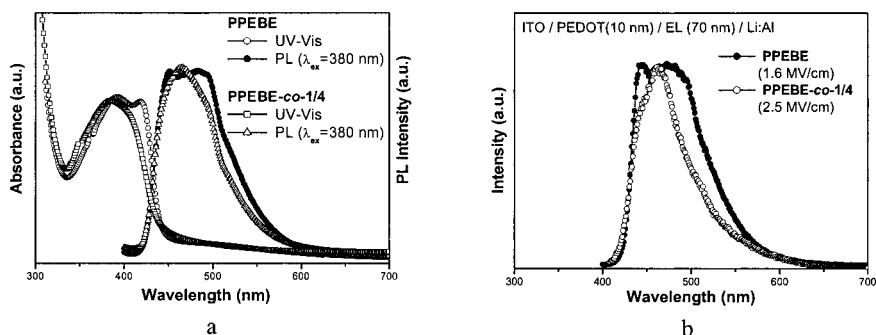 PPEBE
UV-Vis
PL (λex=380 nm)
PPEBE-co-1/4
UV-Vis
PL (λex=380 nm)
Absorbance (a.u.)
PL Intensity (a.u.)
300 400 500 600 700
Wavelength (nm)
a
ITO / PEDOT(10 nm) / EL (70 nm) / Li:Al
PPEBE
(1.6 MV/cm)
PPEBE-co-1/4
(2.5 MV/cm)
Intensity (a.u.)
300 400 500 600 700
Wavelength (nm)
b